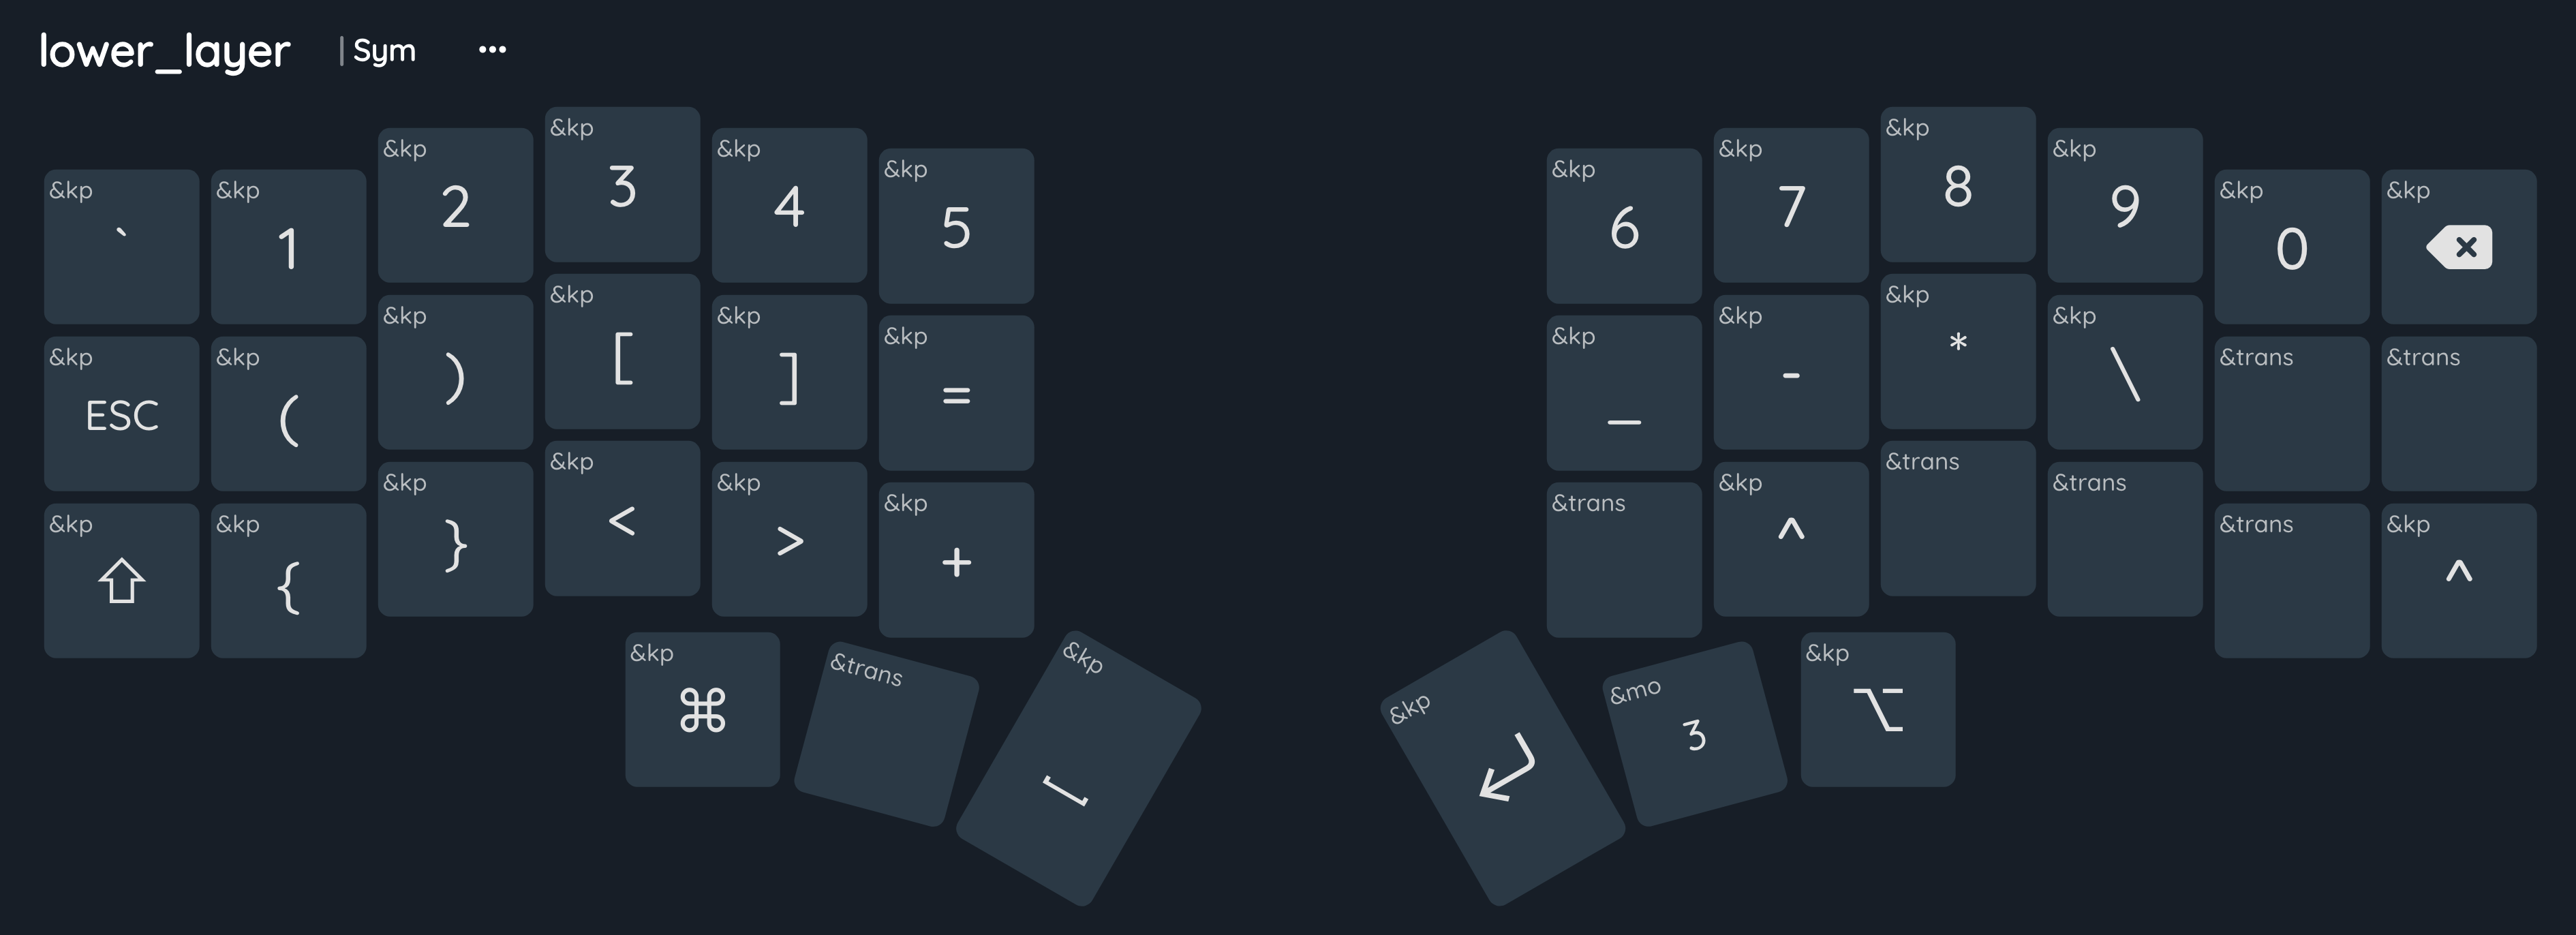 lower_layer | Sym ...
&kp &kp &kp &kp &kp &kp &kp &kp &kp &kp &kp &kp
` 1 2 3 4 5 6 7 8 9 0 ⌫
&kp &kp &kp &kp &kp &kp &kp &kp &kp &kp &trans &trans
ESC ( ) [ ] = _ - * \
&kp &kp &kp &kp &kp &kp &trans &kp &trans &trans &trans &kp
⇧ { } < > + ^ ^
&kp &trans &kp &kp &mo &kp
⌘ ␣ ↵ 3 ⌥